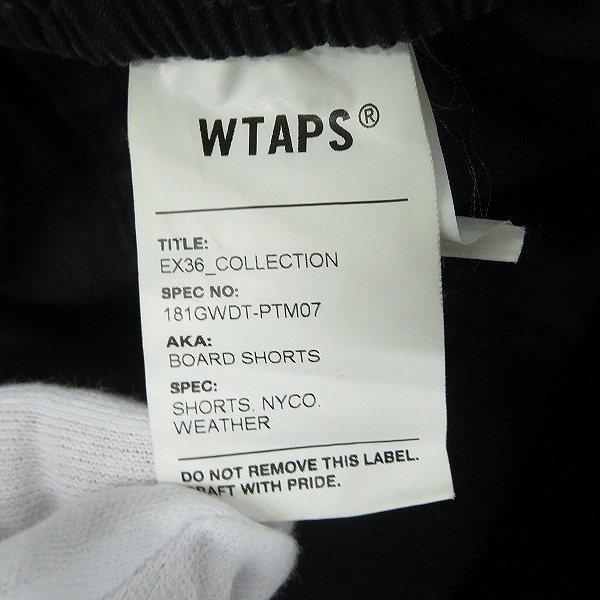 WTAPS®
TITLE:
EX36_COLLECTION
SPEC NO:
181GWDT-PTM07
AKA:
BOARD SHORTS
SPEC:
SHORTS. NYCO.
WEATHER
DO NOT REMOVE THIS LABEL.
WITH PRIDE.